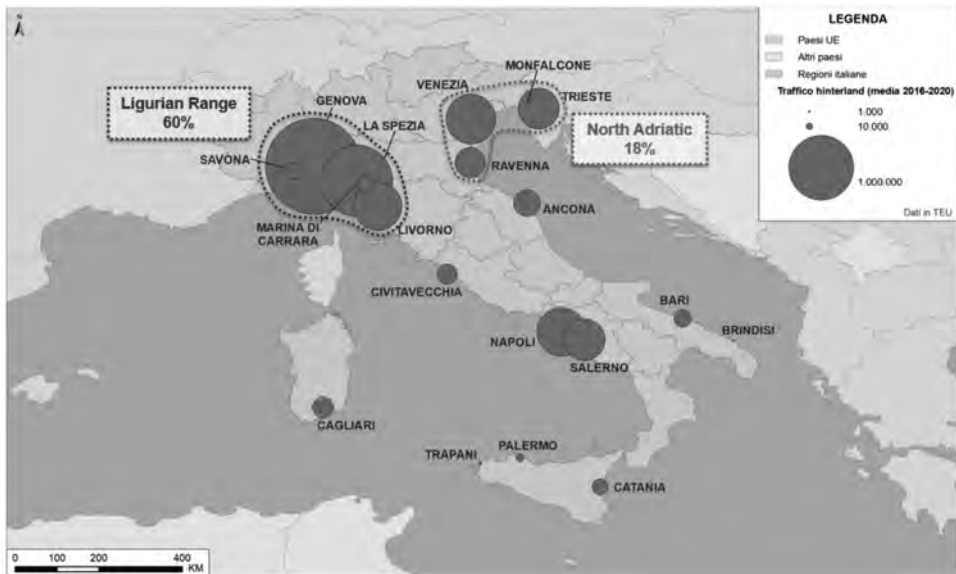 N
LEGENDA
Paesi UE
Altri paesi
Regioni italiane
Traffico hinterland (media 2016-2020)
1.000
10.000
1.000.000
Dati in TEU
Ligurian Range
60%
GENOVA
LA SPEZIA
SAVONA
MARINA DI
CARRARA
LIVORNO
VENEZIA
MONFALCONE
TRIESTE
North Adriatic
18%
RAVENNA
ANCONA
CIVITAVECCHIA
NAPOLI
SALERNO
BARI
BRINDISI
CAGLIARI
TRAPANI
PALERMO
CATANIA
0 100 200 400
KM